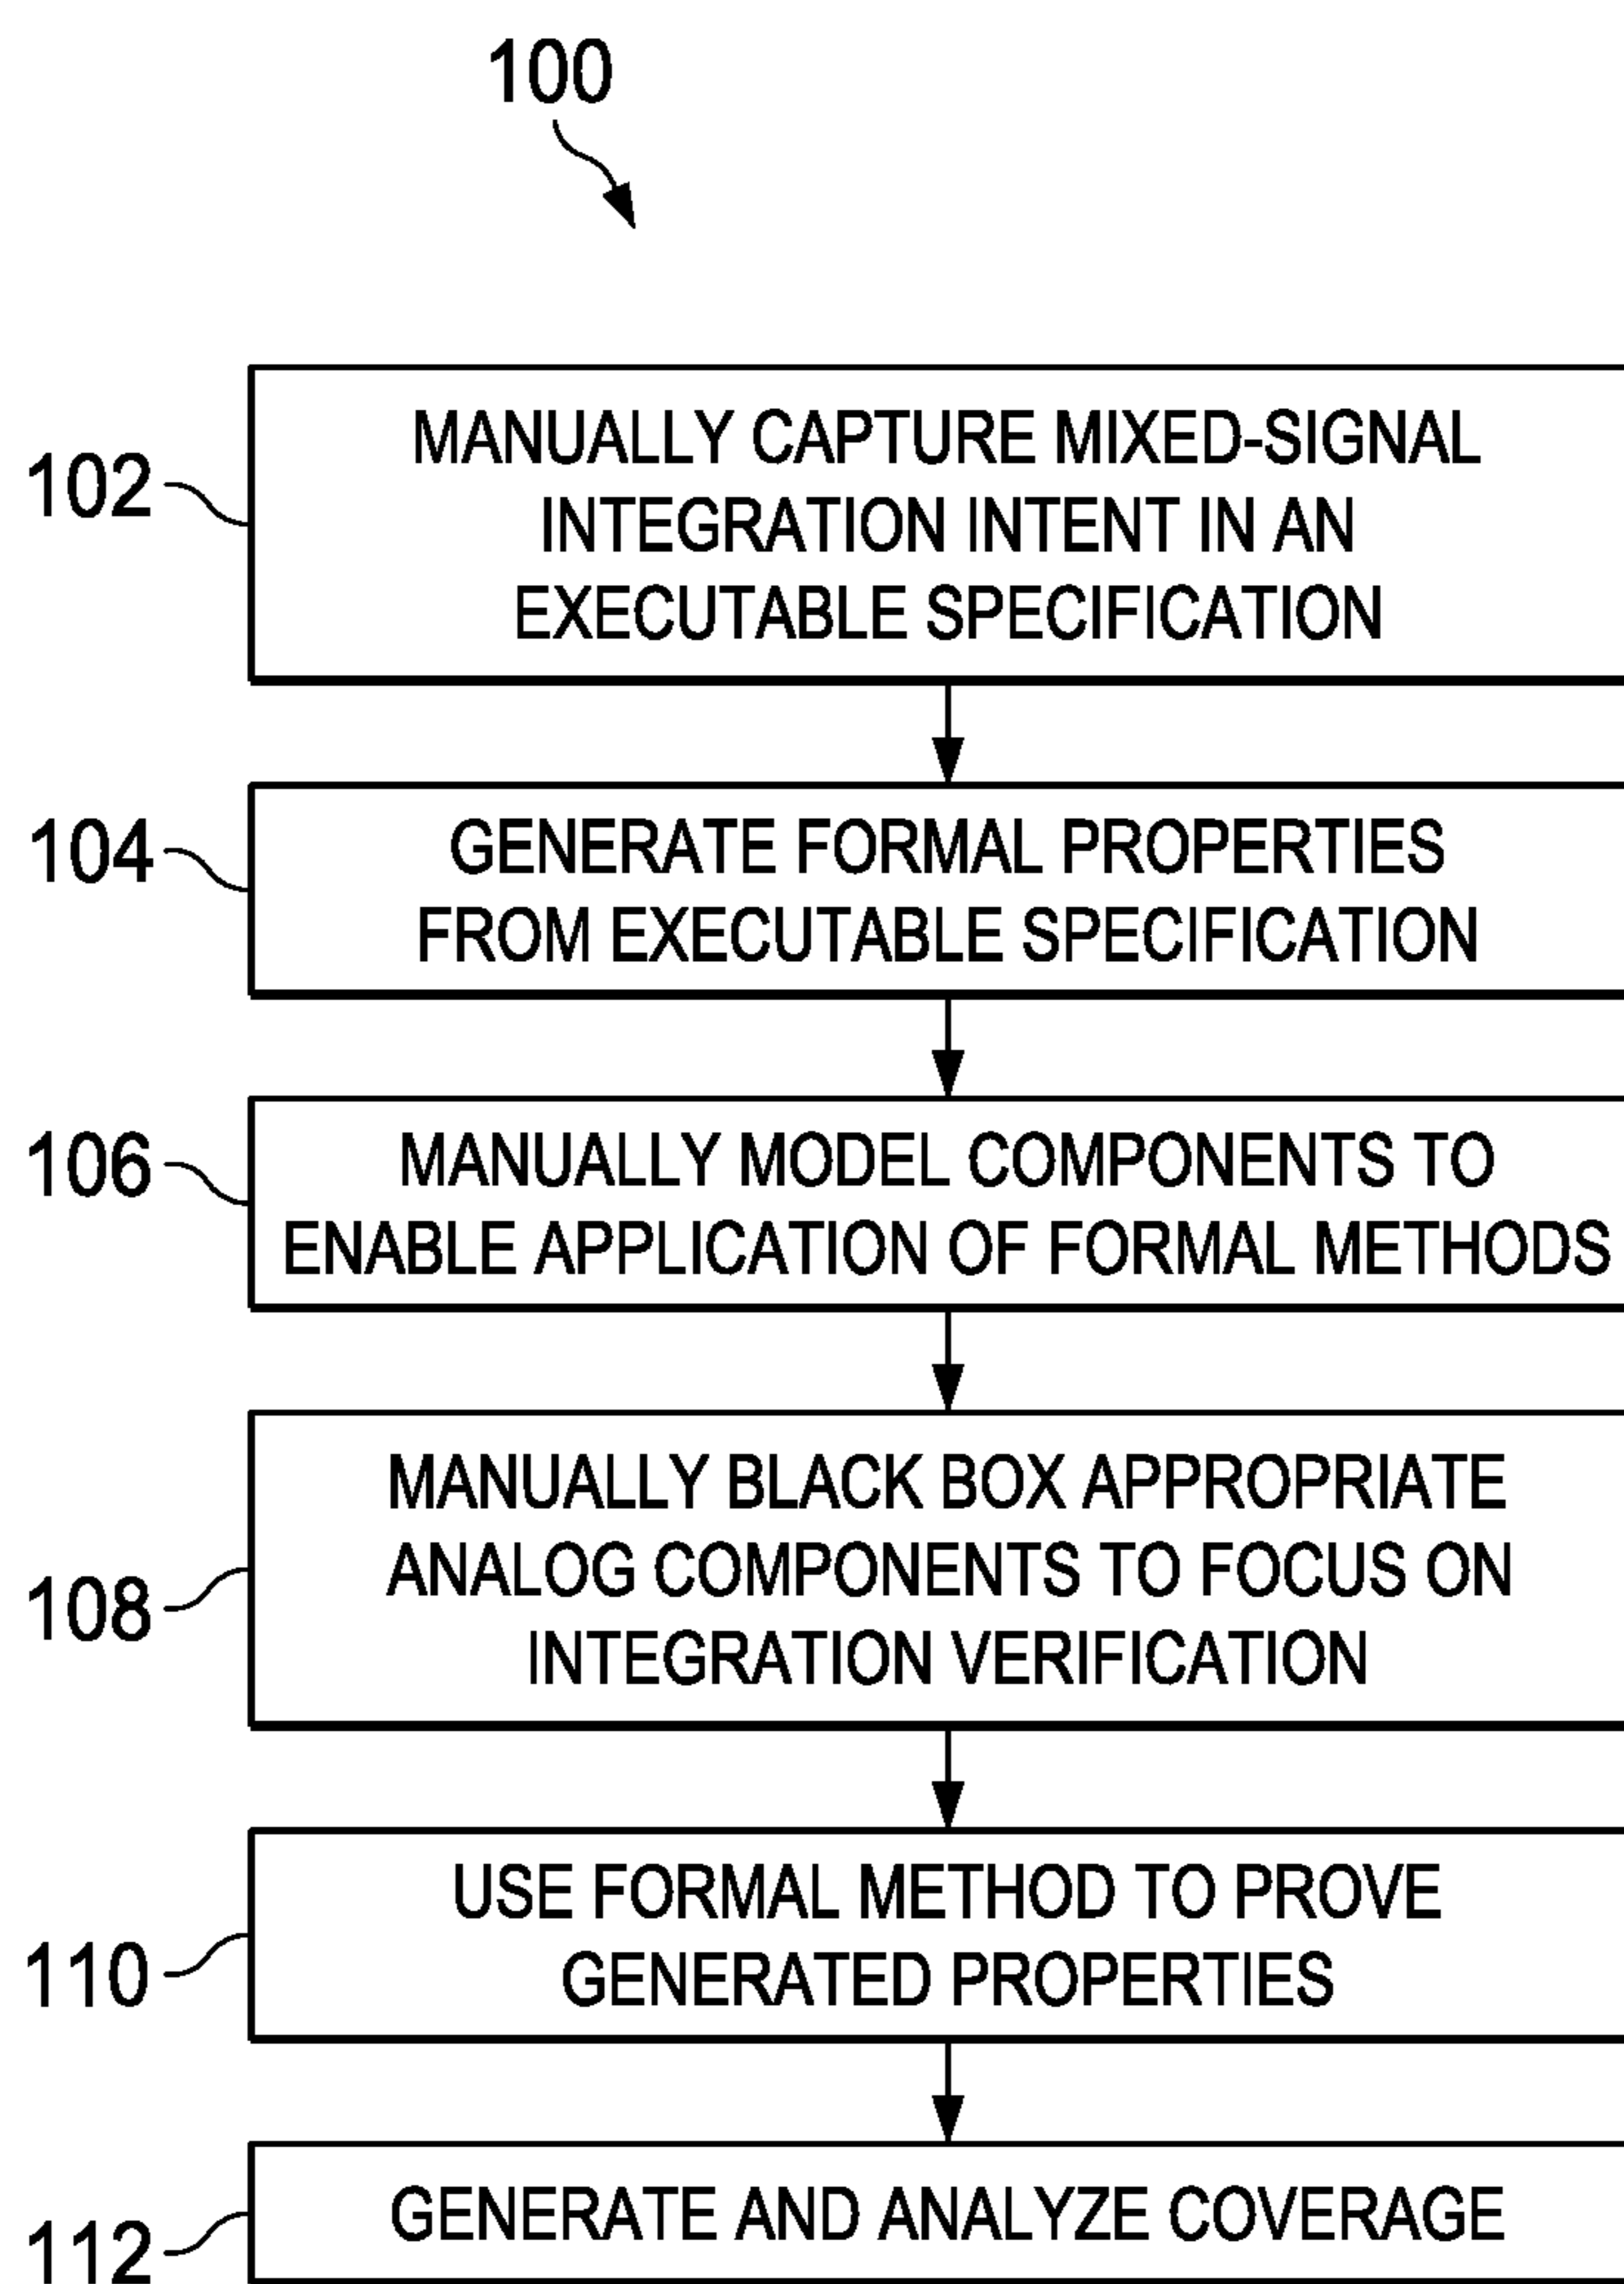 100
102
MANUALLY CAPTURE MIXED-SIGNAL
INTEGRATION INTENT IN AN
EXECUTABLE SPECIFICATION
104
GENERATE FORMAL PROPERTIES
FROM EXECUTABLE SPECIFICATION
106
MANUALLY MODEL COMPONENTS TO
ENABLE APPLICATION OF FORMAL METHODS
108
MANUALLY BLACK BOX APPROPRIATE
ANALOG COMPONENTS TO FOCUS ON
INTEGRATION VERIFICATION
110
USE FORMAL METHOD TO PROVE
GENERATED PROPERTIES
112
GENERATE AND ANALYZE COVERAGE